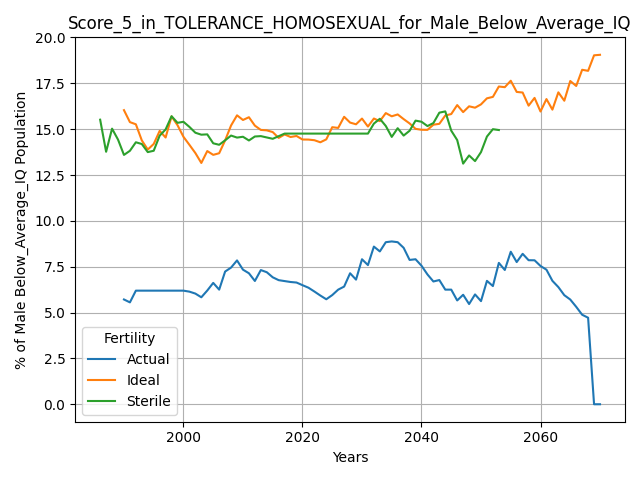 Score_5_in_TOLERANCE_HOMOSEXUAL_for_Male_Below_Average_IQ
% of Male Below_Average_IQ Population
20.0
17.5
15.0
12.5
10.0
7.5
5.0
2.5
0.0
Fertility
Actual
Ideal
Sterile
2000 2020 2040 2060
Years